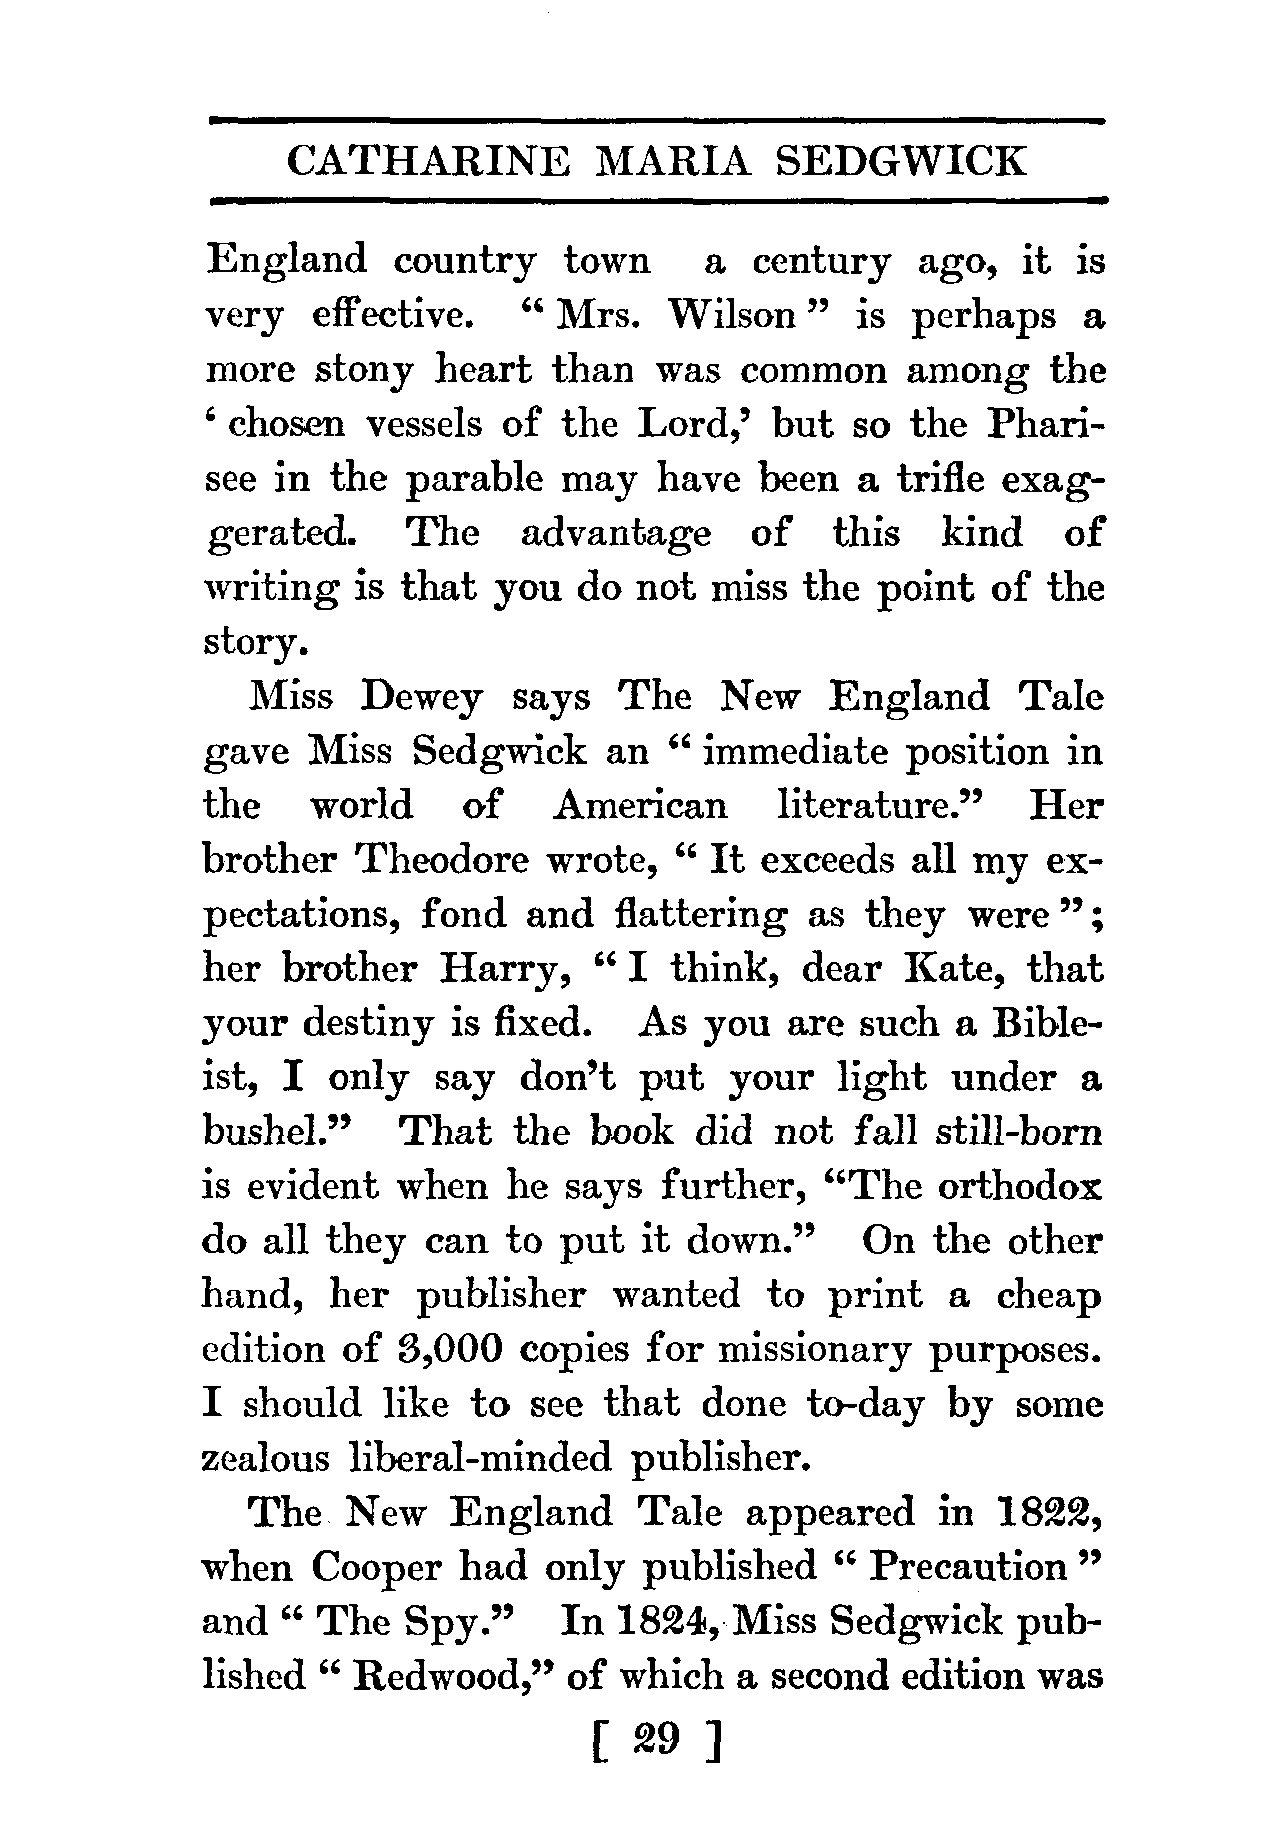 CATHARINE MARIA SEDGWICK
England country town a century ago, it is
very effective. “ Mrs. Wilson ” is perhaps a
more stony heart than was common among the
‘ chosen vessels of the Lord,’ but so the Phari-
see in the parable may have been a trifle exag-
gerated. The advantage of this kind of
writing is that you do not miss the point of the
story.
Miss Dewey says The New England Tale
gave Miss Sedgwick an “ immediate position in
the world of American literature.” Her
brother Theodore wrote, “ It exceeds all my ex-
pectations, fond and flattering as they were ”;
her brother Harry, “ I think, dear Kate, that
your destiny is fixed. As you are such a Bible-
ist, I only say don’t put your light under a
bushel.” That the book did not fall still-born
is evident when he says further, “The orthodox
do all they can to put it down.” On the other
hand, her publisher wanted to print a cheap
edition of 3,000 copies for missionary purposes.
I should like to see that done to-day by some
zealous liberal-minded publisher.
The New England Tale appeared in 1822,
when Cooper had only published “ Precaution ”
and “ The Spy.” In 1824, Miss Sedgwick pub-
lished “ Redwood,” of which a second edition was
[ 29 ]